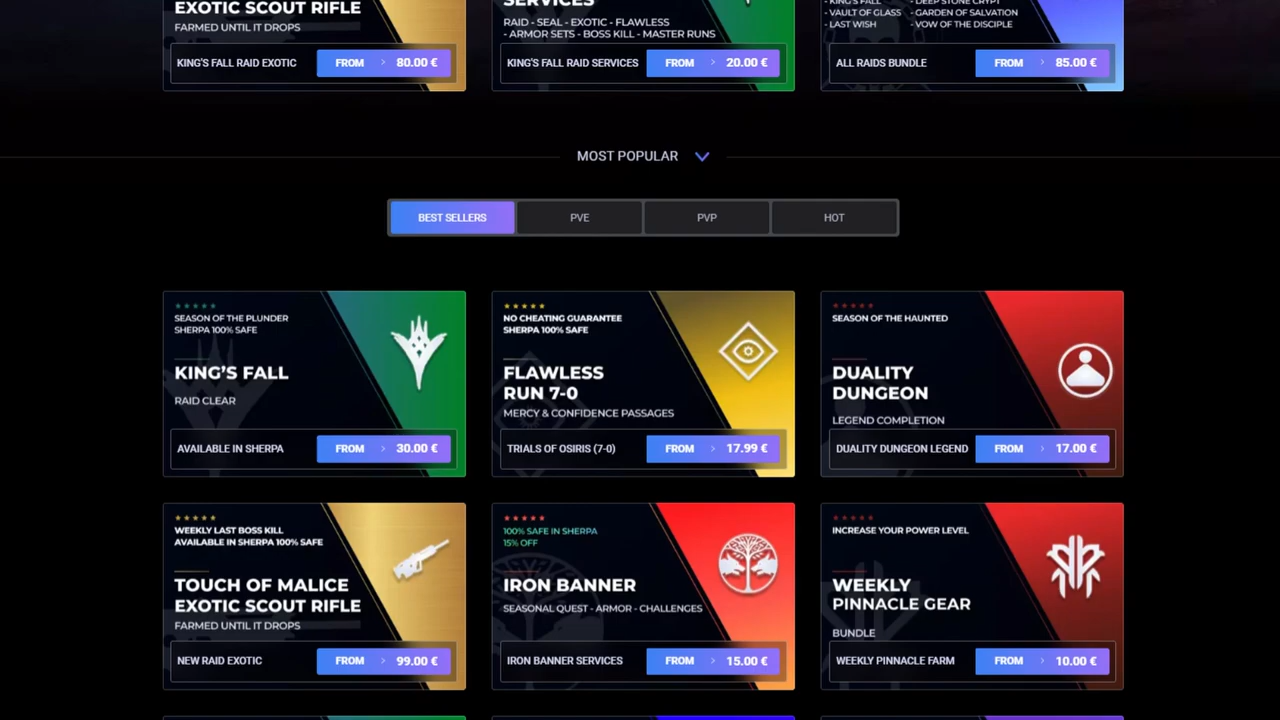 EXOTIC SCOUT RIFLE
FARMED UNTIL IT DROPS
KING'S FALL RAID EXOTIC
FROM > 80.00 €
SERVICES
RAID - SEAL - EXOTIC - FLAWLESS
- ARMOR SETS - BOSS KILL - MASTER RUNS
KING'S FALL RAID SERVICES
FROM > 20.00 €
- KING'S FALL - DEEP STONE CRYPT
- VAULT OF GLASS - GARDEN OF SALVATION
- LAST WISH - VOW OF THE DISCIPLE
ALL RAIDS BUNDLE
FROM > 85.00 €
MOST POPULAR
BEST SELLERS
PVE
PVP
HOT
SEASON OF THE PLUNDER
SHERPA 100% SAFE
KING'S FALL
RAID CLEAR
AVAILABLE IN SHERPA
FROM > 30.00 €
NO CHEATING GUARANTEE
SHERPA 100% SAFE
FLAWLESS
RUN 7-0
MERCY & CONFIDENCE PASSAGES
TRIALS OF OSIRIS (7-0)
FROM > 17.99 €
SEASON OF THE HAUNTED
DUALITY
DUNGEON
LEGEND COMPLETION
DUALITY DUNGEON LEGEND
FROM > 17.00 €
WEEKLY LAST BOSS KILL
AVAILABLE IN SHERPA 100% SAFE
TOUCH OF MALICE
EXOTIC SCOUT RIFLE
FARMED UNTIL IT DROPS
NEW RAID EXOTIC
FROM > 99.00 €
100% SAFE IN SHERPA
15% OFF
IRON BANNER
SEASONAL QUEST - ARMOR - CHALLENGES
IRON BANNER SERVICES
FROM > 15.00 €
INCREASE YOUR POWER LEVEL
WEEKLY
PINNACLE GEAR
BUNDLE
WEEKLY PINNACLE FARM
FROM > 10.00 €